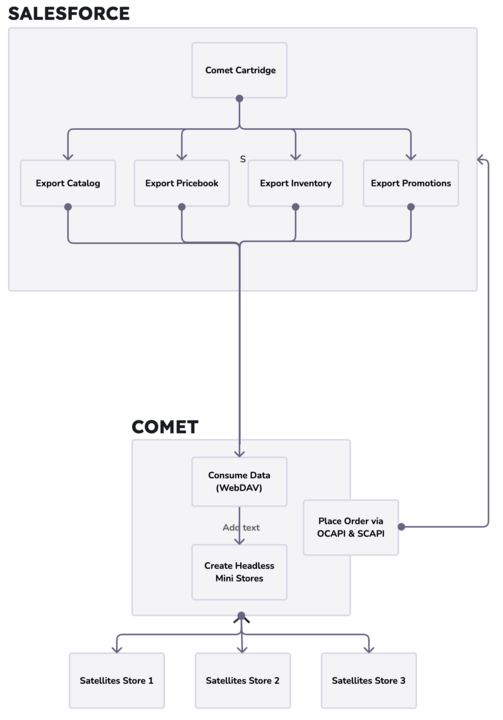 SALESFORCE
Comet Cartridge
S
Export Catalog
Export Pricebook
Export Inventory
Export Promotions
COMET
Consume Data
(WebDAV)
Place Order via
OCAPI & SCAPI
Add text
Create Headless
Mini Stores
Satellites Store 1
Satellites Store 2
Satellites Store 3